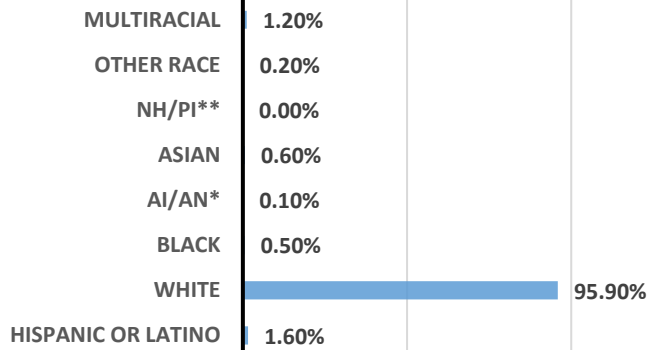 MULTIRACIAL 1.20%
OTHER RACE 0.20%
NH/PI** 0.00%
ASIAN 0.60%
AI/AN* 0.10%
BLACK 0.50%
WHITE 95.90%
HISPANIC OR LATINO 1.60%